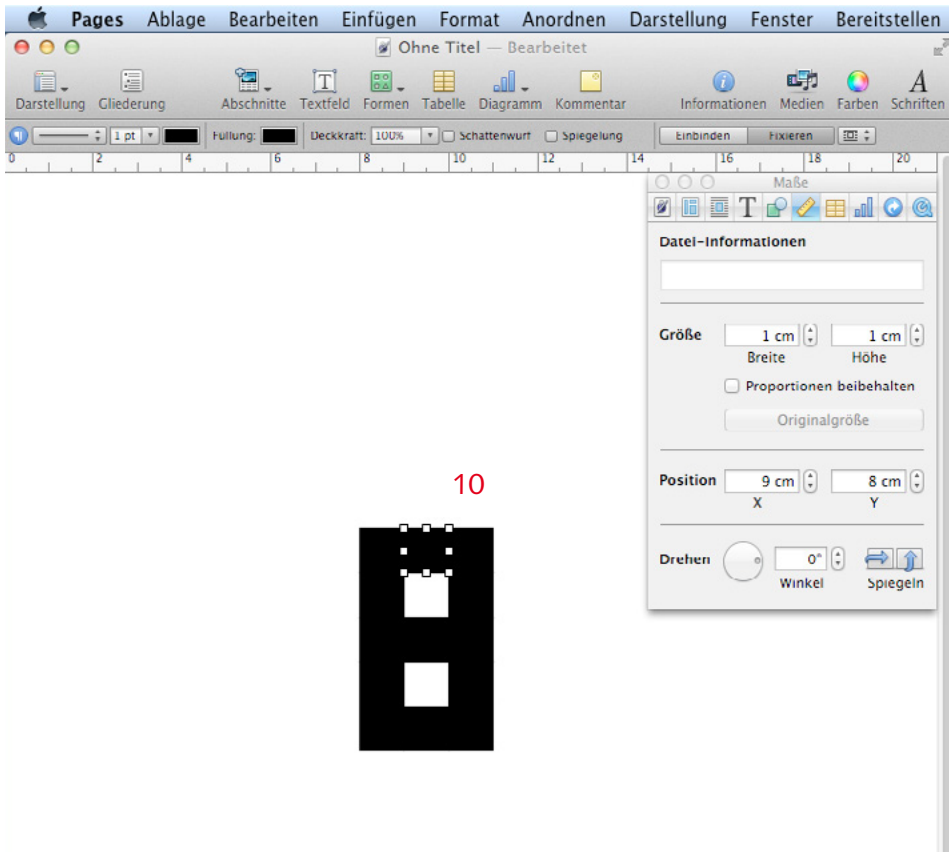 Pages Ablage Bearbeiten Einfügen Format Anordnen Darstellung Fenster Bereitstellen
Ohne Titel — Bearbeitet
Darstellung Gliederung Abschnitte Textfeld Formen Tabelle Diagramm Kommentar Informationen Medien Farben Schriften
1 pt Füllung: Deckkraft: 100% Schattenwurf Spiegelung Einbinden Fixieren
0 2 4 6 8 10 12 14 16 18 20
Maße
Datei-Informationen
Größe 1 cm 1 cm
Breite Höhe
Proportionen beibehalten
Originalgröße
Position 9 cm 8 cm
X Y
Drehen 0°
Winkel Spiegeln
10